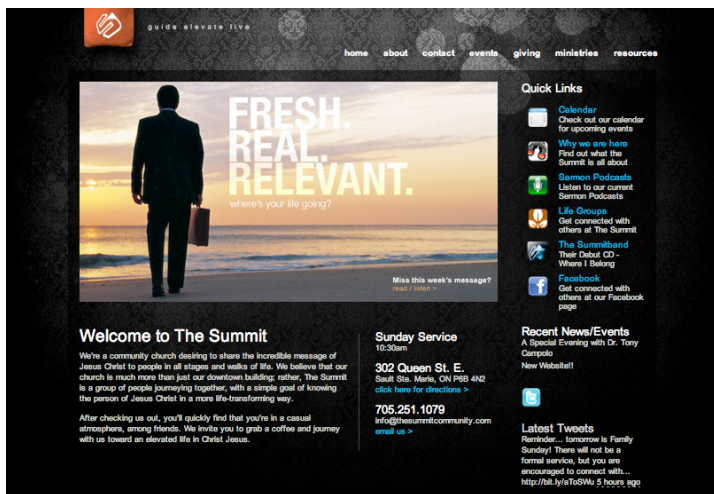 guide.elevate.live
home about contact events giving ministries resources
FRESH.
REAL.
RELEVANT.
where's your life going?
Miss this week's message?
read / listen >
Quick Links
Calendar
Check out our calendar
for upcoming events
Why we are here
Find out what the
Summit is all about
Sermon Podcasts
Listen to our current
Sermon Podcasts
Life Groups
Get connected with
others at The Summit
The Summitband
Their Debut CD -
Where I Belong
Facebook
Get connected with
others at our Facebook
page
Welcome to The Summit
We're a community church desiring to share the incredible message of
Jesus Christ to people in all stages and walks of life. We believe that our
church is much more than just our downtown building; rather, The Summit
is a group of people journeying together, with a simple goal of knowing
the person of Jesus Christ in a more life-transforming way.
After checking us out, you'll quickly find that you're in a casual
atmosphere, among friends. We invite you to grab a coffee and journey
with us toward an elevated life in Christ Jesus.
Sunday Service
10:30am
302 Queen St. E.
Sault Ste. Marie, ON P6B 4N2
click here for directions >
705.251.1079
info@thesummitcommunity.com
email us >
Recent News/Events
A Special Evening with Dr. Tony
Campolo
New Website!!
Latest Tweets
Reminder... tomorrow is Family
Sunday! There will not be a
formal service, but you are
encouraged to connect with...
http://bit.ly/aToSWu 5 hours ago